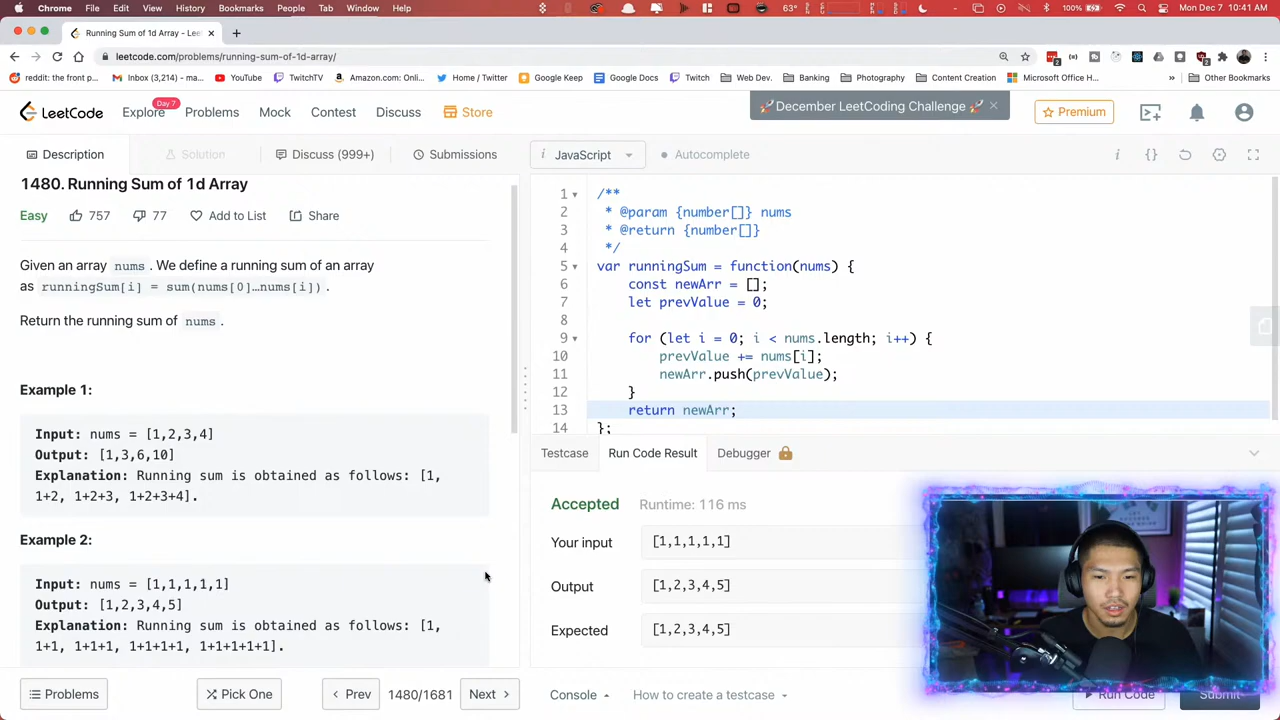 Chrome File Edit View History Bookmarks People Tab Window Help
100% Mon Dec 7 10:41 AM
Running Sum of 1d Array - Lee
leetcode.com/problems/running-sum-of-1d-array/
reddit: the front p... Inbox (3,214) - ma... YouTube TwitchTV Amazon.com: Onli... Home / Twitter Google Keep Google Docs Twitch Web Dev. Banking Photography Content Creation Microsoft Office H... » Other Bookmarks
LeetCode Explore Day 7 Problems Mock Contest Discuss Store
🚀 December LeetCoding Challenge 🚀 ×
Premium
Description Solution Discuss (999+) Submissions
i JavaScript Autocomplete
1480. Running Sum of 1d Array
Easy 757 77 Add to List Share
Given an array nums. We define a running sum of an array
as runningSum[i] = sum(nums[0]…nums[i]).
Return the running sum of nums.
Example 1:
Input: nums = [1,2,3,4]
Output: [1,3,6,10]
Explanation: Running sum is obtained as follows: [1,
1+2, 1+2+3, 1+2+3+4].
Example 2:
Input: nums = [1,1,1,1,1]
Output: [1,2,3,4,5]
Explanation: Running sum is obtained as follows: [1,
1+1, 1+1+1, 1+1+1+1, 1+1+1+1+1].
Problems Pick One Prev 1480/1681 Next
1 /**
2 * @param {number[]} nums
3 * @return {number[]}
4 */
5 var runningSum = function(nums) {
6 const newArr = [];
7 let prevValue = 0;
8
9 for (let i = 0; i < nums.length; i++) {
10 prevValue += nums[i];
11 newArr.push(prevValue);
12 }
13 return newArr;
14 };
Testcase Run Code Result Debugger
Accepted Runtime: 116 ms
Your input [1,1,1,1,1]
Output [1,2,3,4,5]
Expected [1,2,3,4,5]
Console How to create a testcase Run Code Submit